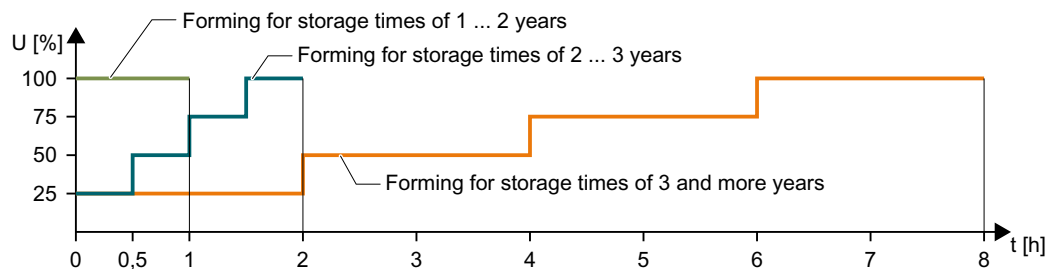 Forming for storage times of 1 ... 2 years
U [%]
Forming for storage times of 2 ... 3 years
100
75
50
Forming for storage times of 3 and more years
25
t [h]
0 0,5 1 2 3 4 5 6 7 8